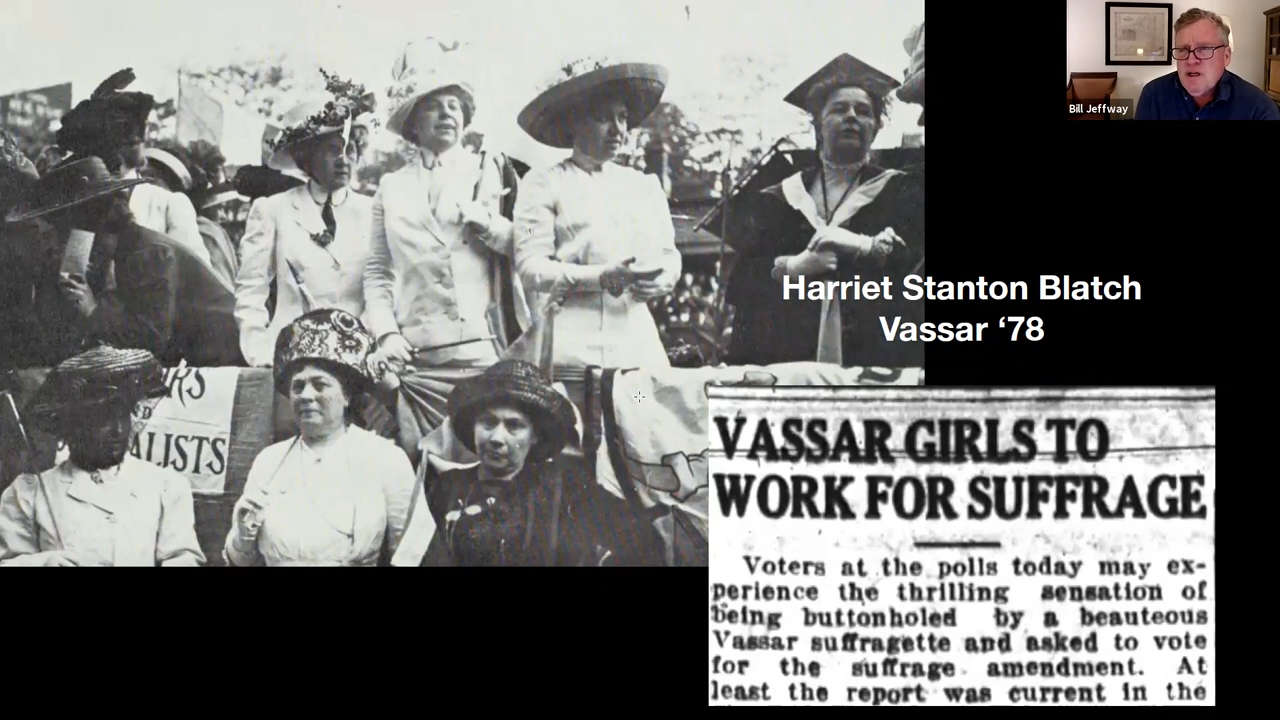 Bill Jeffway
Harriet Stanton Blatch
Vassar ‘78
ALISTS
VASSAR GIRLS TO
WORK FOR SUFFRAGE
Voters at the polls today may ex-
perience the thrilling sensation of
being buttonholed by a beauteous
Vassar suffragette and asked to vote
for the suffrage amendment. At
least the report was current in the